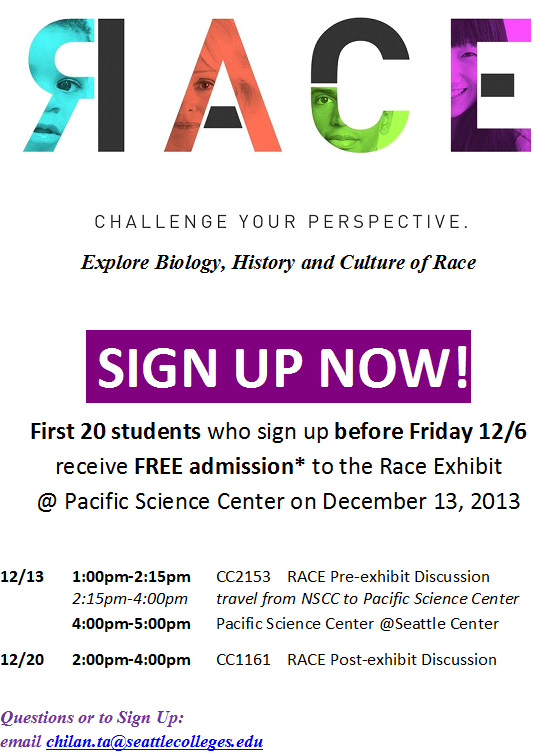 RACE
CHALLENGE YOUR PERSPECTIVE.
Explore Biology, History and Culture of Race
SIGN UP NOW!
First 20 students who sign up before Friday 12/6
receive FREE admission* to the Race Exhibit
@ Pacific Science Center on December 13, 2013
12/13 1:00pm-2:15pm CC2153 RACE Pre-exhibit Discussion
2:15pm-4:00pm travel from NSCC to Pacific Science Center
4:00pm-5:00pm Pacific Science Center @Seattle Center
12/20 2:00pm-4:00pm CC1161 RACE Post-exhibit Discussion
Questions or to Sign Up:
email chilan.ta@seattlecolleges.edu